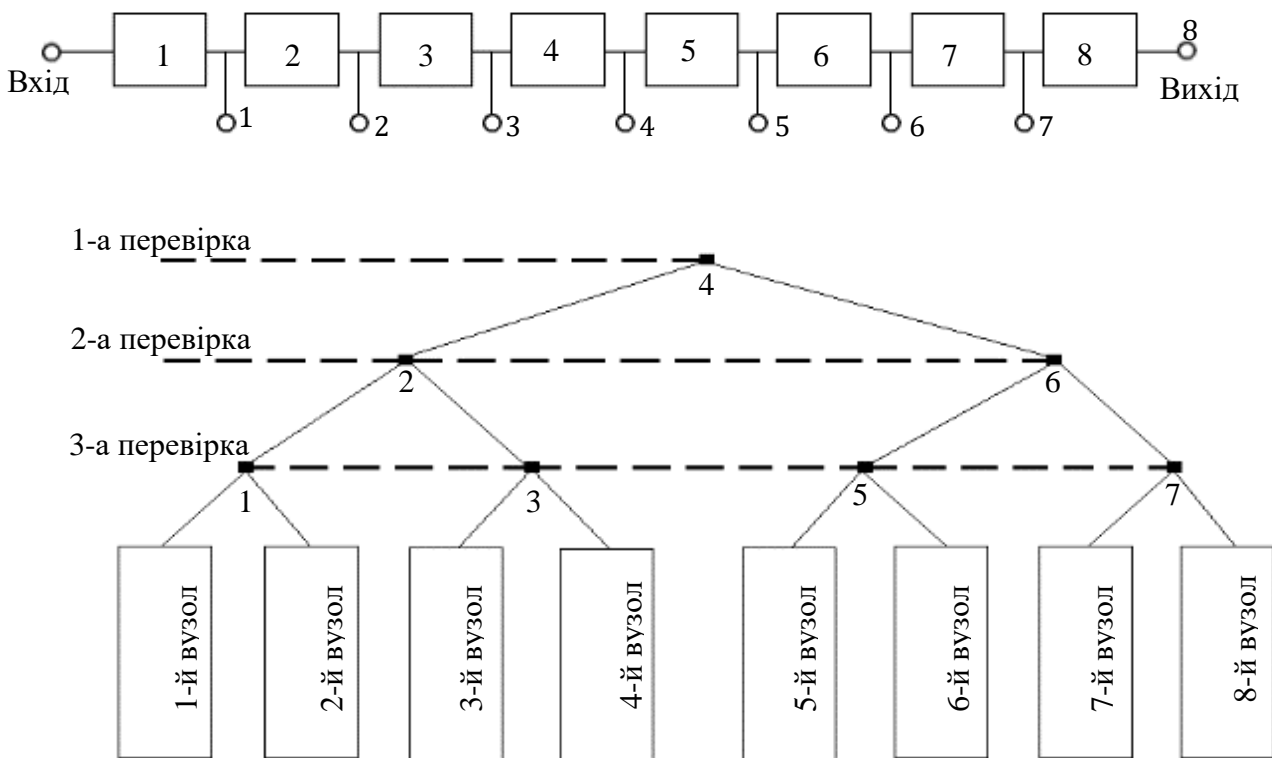 1 2 3 4 5 6 7 8 8
Вхід Вихід
1 2 3 4 5 6 7
1-а перевірка
4
2-а перевірка
2 6
3-а перевірка
1 3 5 7
1-й вузол
2-й вузол
3-й вузол
4-й вузол
5-й вузол
6-й вузол
7-й вузол
8-й вузол